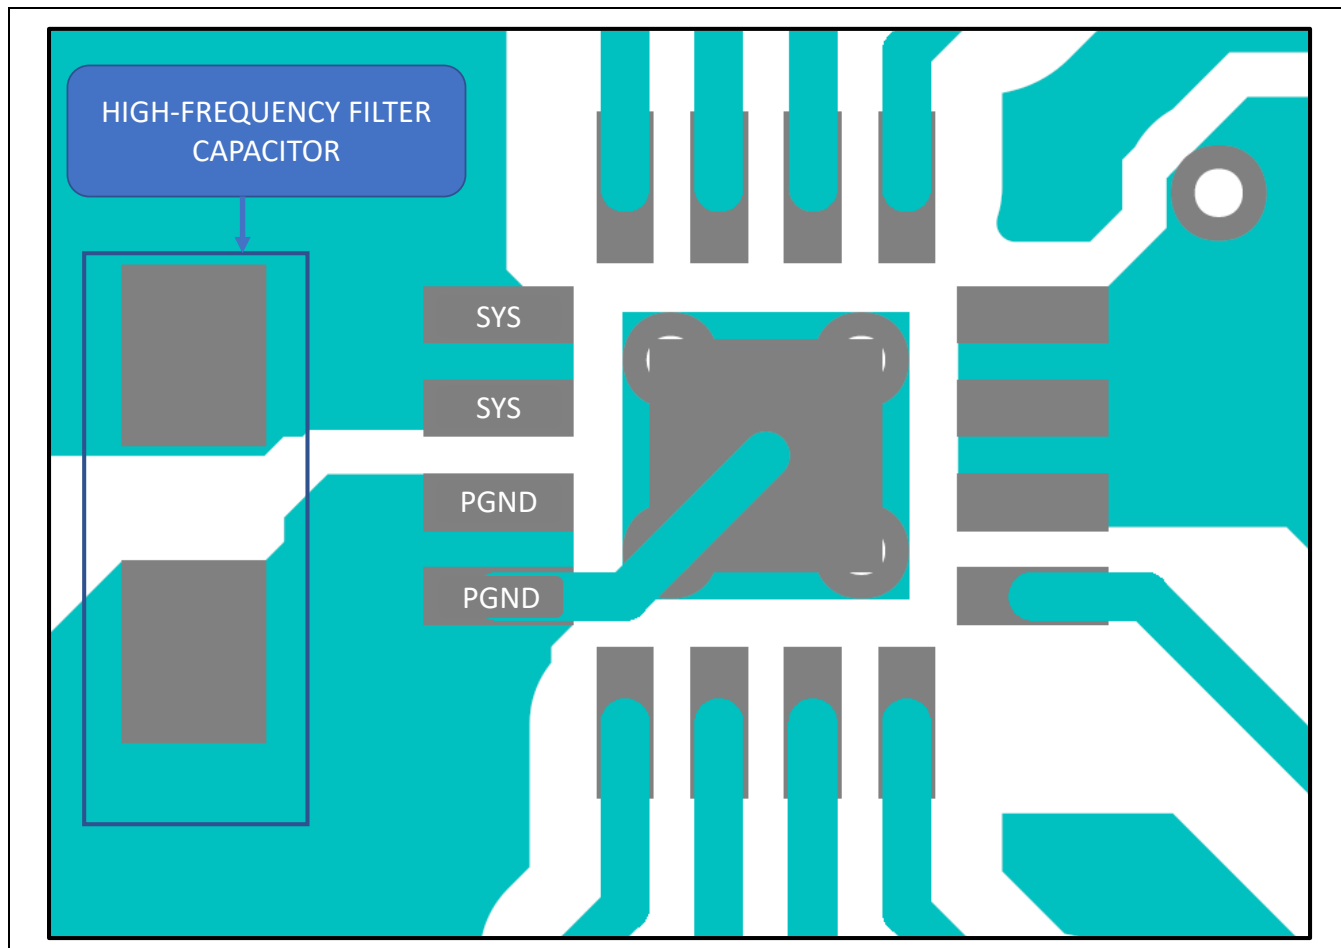 HIGH-FREQUENCY FILTER
CAPACITOR
SYS
SYS
PGND
PGND